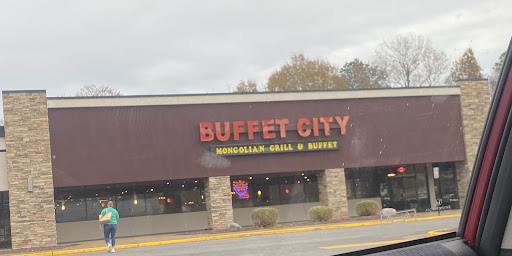 BUFFET CITY
MONGOLIAN GRILL & BUFFET